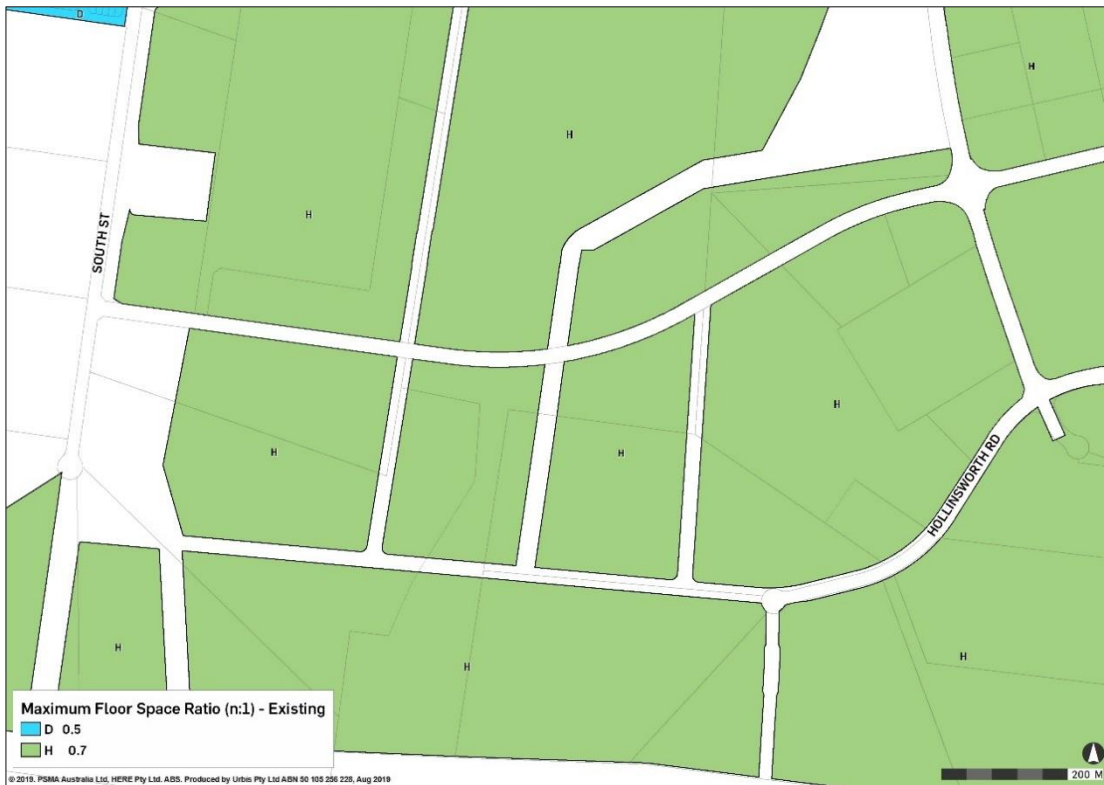 D
H
H
H
SOUTH ST
H
H
H
H
HOLLINSWORTH RD
H
H
H
Maximum Floor Space Ratio (n:1) - Existing
D 0.5
H 0.7
© 2019. PSMA Australia Ltd, HERE Pty Ltd. ABS. Produced by Urbis Pty Ltd ABN 50 105 256 228, Aug 2019
200 M